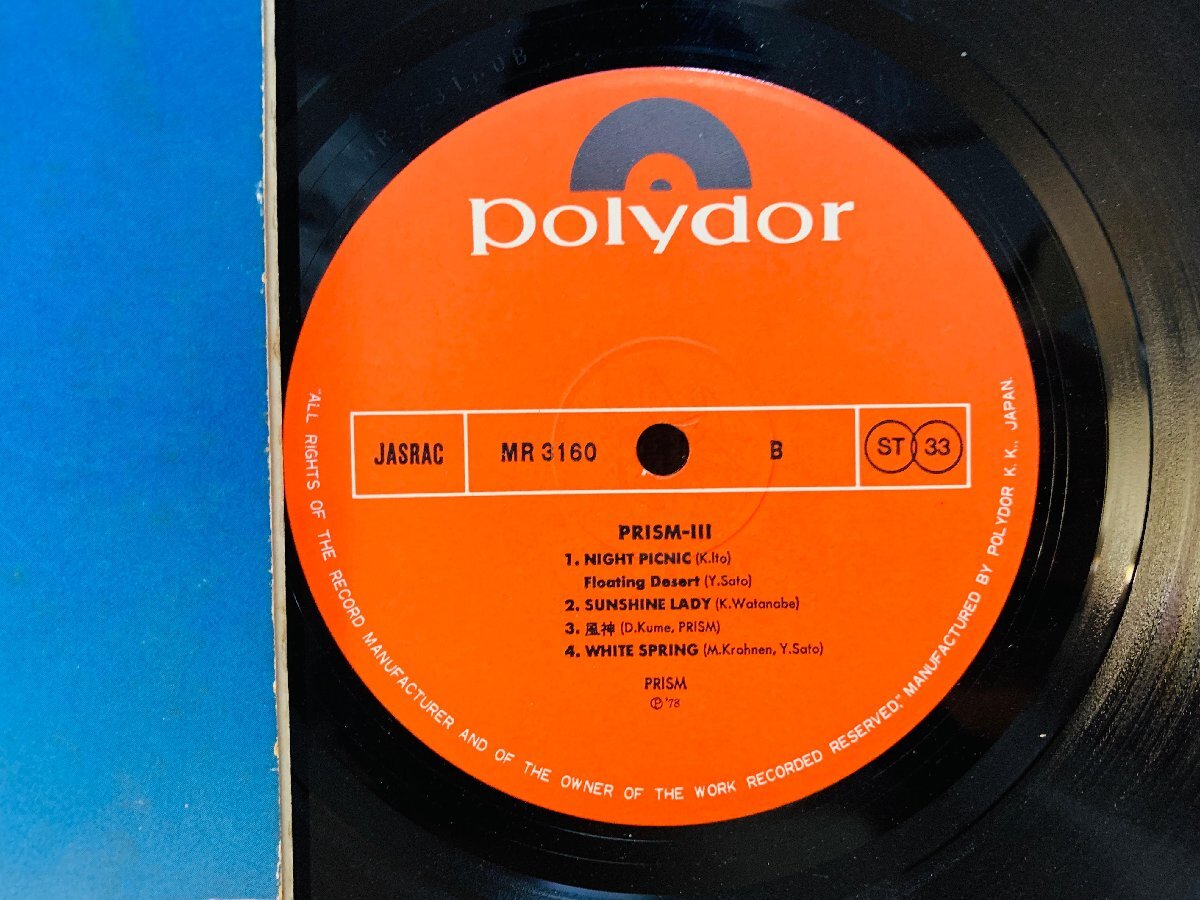 polydor
JASRAC
MR 3160
B
ST 33
PRISM-III
1. NIGHT PICNIC (K.Ito)
Floating Desert (Y.Sato)
2. SUNSHINE LADY (K.Watanabe)
3. 風神 (D.Kume, PRISM)
4. WHITE SPRING (M.Krohnen, Y.Sato)
PRISM
℗ '78
"ALL RIGHTS OF THE RECORD MANUFACTURER AND OF THE OWNER OF THE WORK RECORDED RESERVED," MANUFACTURED BY POLYDOR K.K., JAPAN.